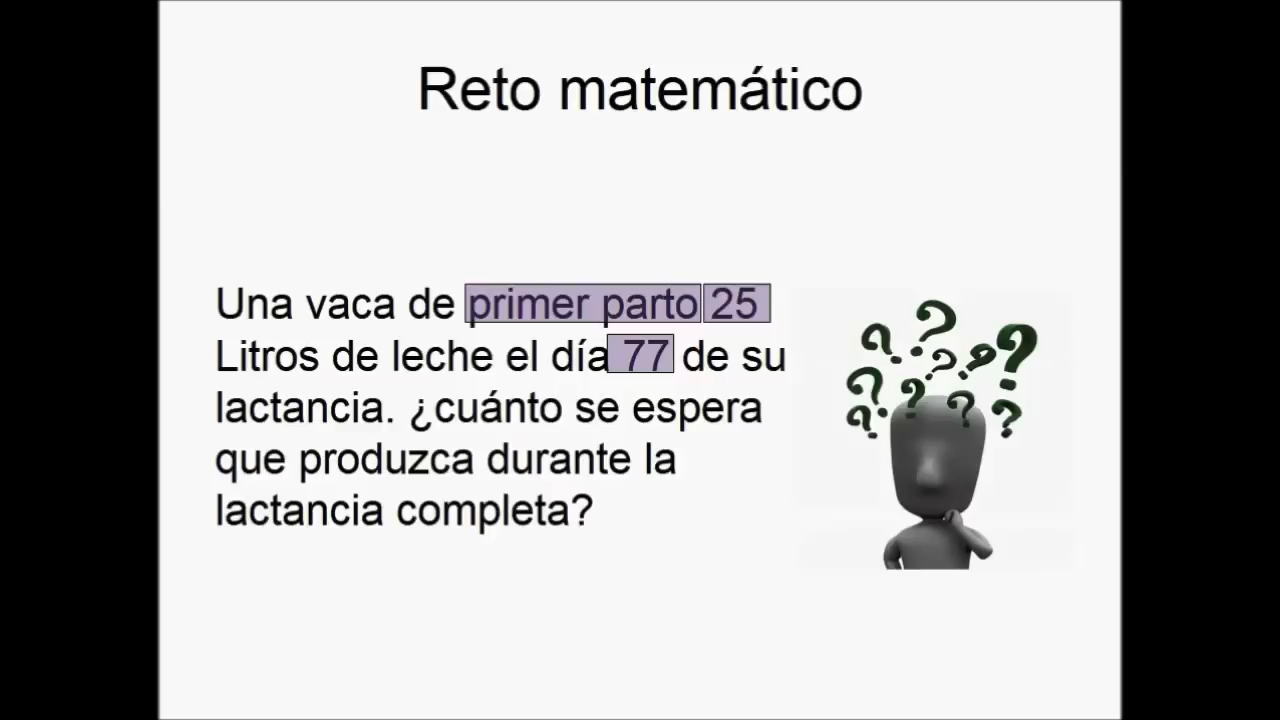 Reto matemático
Una vaca de primer parto 25
Litros de leche el día 77 de su
lactancia. ¿cuánto se espera
que produzca durante la
lactancia completa?